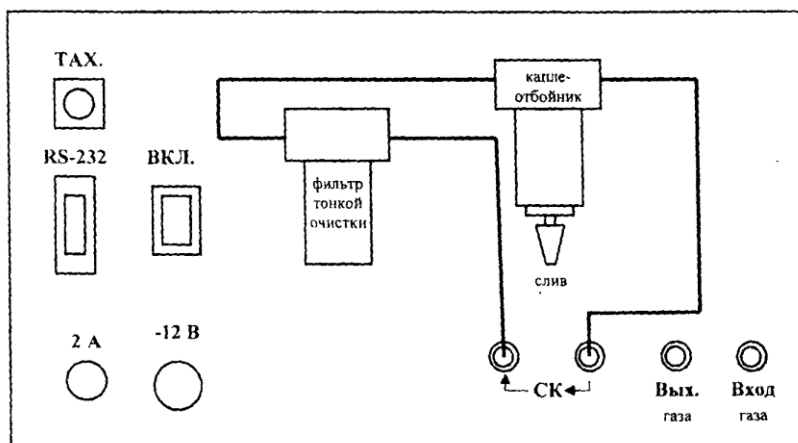 ТАХ.
капле-
отбойник
RS-232
ВКЛ.
фильтр
тонкой
очистки
слив
2 А
-12 В
СК
Вых.
газа
Вход
газа